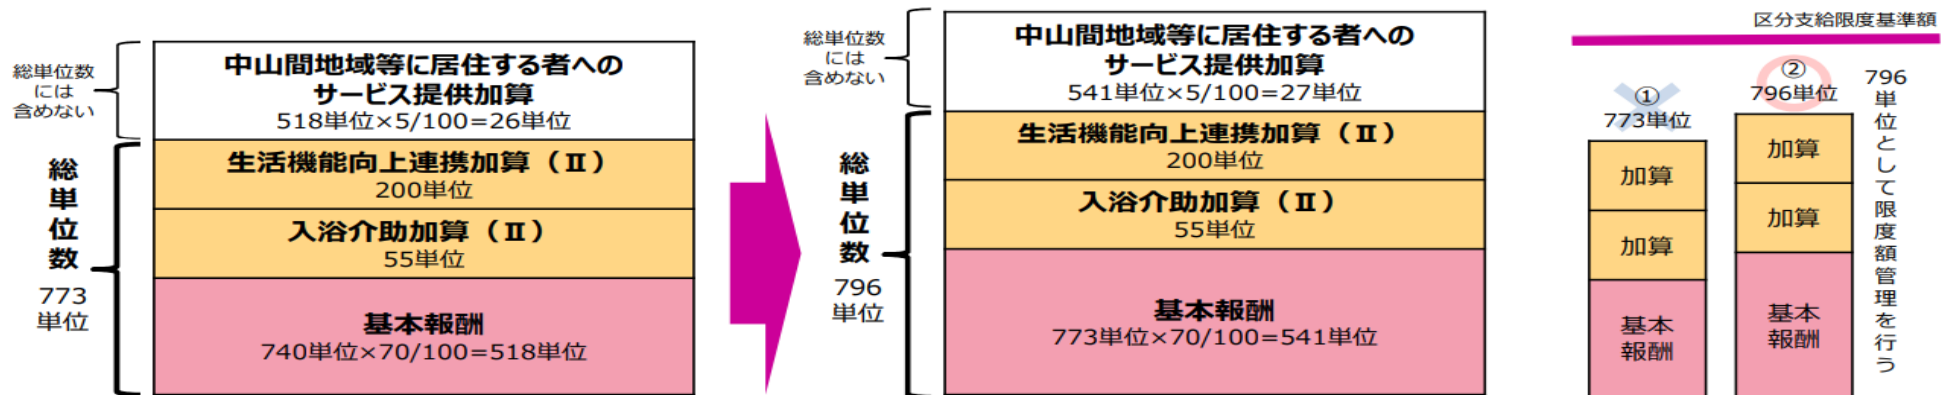 総単位数
には
含めない
中山間地域等に居住する者への
サービス提供加算
518単位×5/100=26単位
生活機能向上連携加算（Ⅱ）
200単位
入浴介助加算（Ⅱ）
55単位
基本報酬
740単位×70/100=518単位
総単位数
773
単位
総単位数
には
含めない
中山間地域等に居住する者への
サービス提供加算
541単位×5/100=27単位
生活機能向上連携加算（Ⅱ）
200単位
入浴介助加算（Ⅱ）
55単位
基本報酬
773単位×70/100=541単位
総単位数
796
単位
区分支給限度基準額
①
773単位
加算
加算
基本
報酬
②
796単位
加算
加算
基本
報酬
796単位として限度額管理を行う